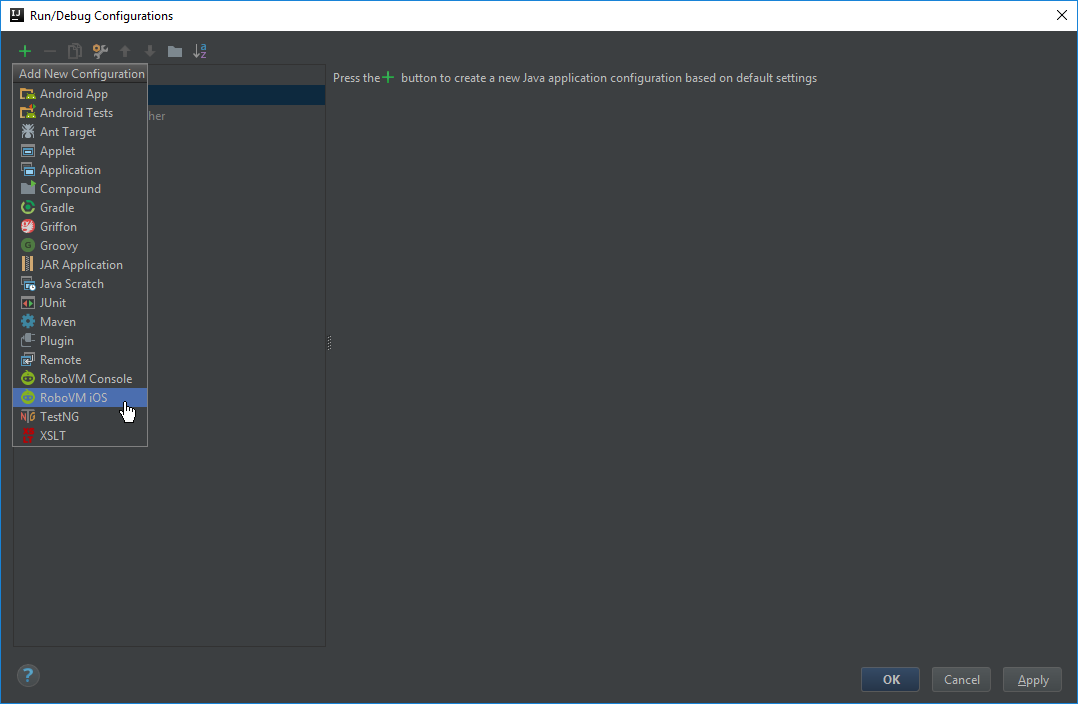 Run/Debug Configurations
Add New Configuration
Press the + button to create a new Java application configuration based on default settings
Android App
Android Tests
her
Ant Target
Applet
Application
Compound
Gradle
Griffon
Groovy
JAR Application
Java Scratch
JUnit
Maven
Plugin
Remote
RoboVM Console
RoboVM iOS
TestNG
XSLT
?
OK
Cancel
Apply